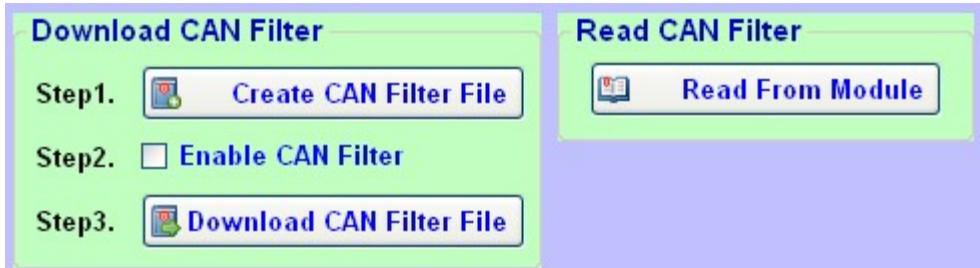 Download CAN Filter
Step1. Create CAN Filter File
Step2. Enable CAN Filter
Step3. Download CAN Filter File
Read CAN Filter
Read From Module